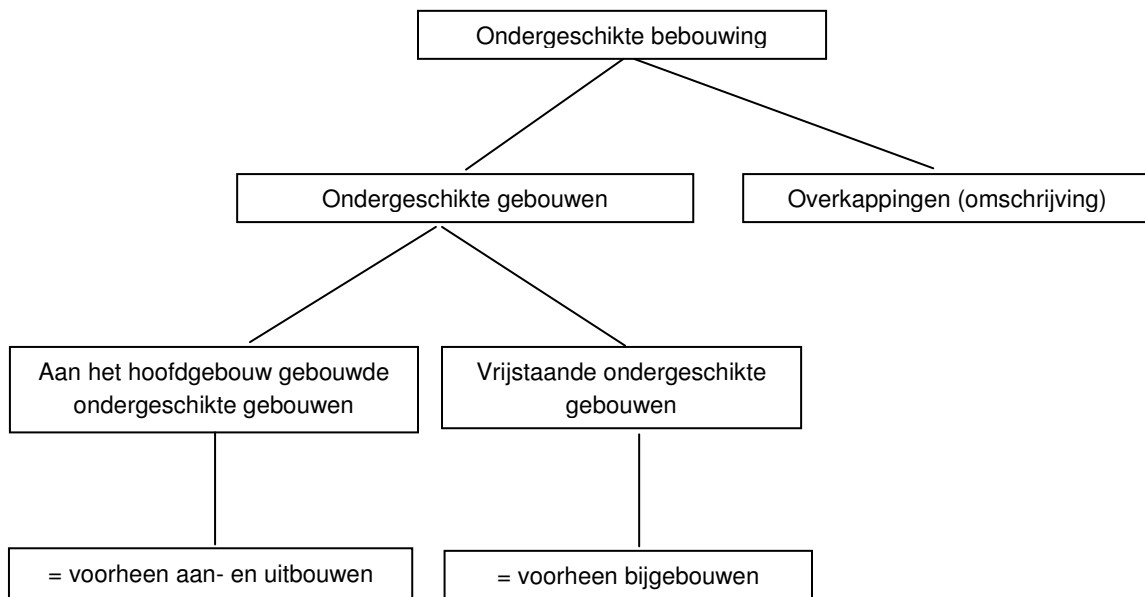 Ondergeschikte bebouwing
Ondergeschikte gebouwen
Overkappingen (omschrijving)
Aan het hoofdgebouw gebouwde
ondergeschikte gebouwen
Vrijstaande ondergeschikte
gebouwen
= voorheen aan- en uitbouwen
= voorheen bijgebouwen